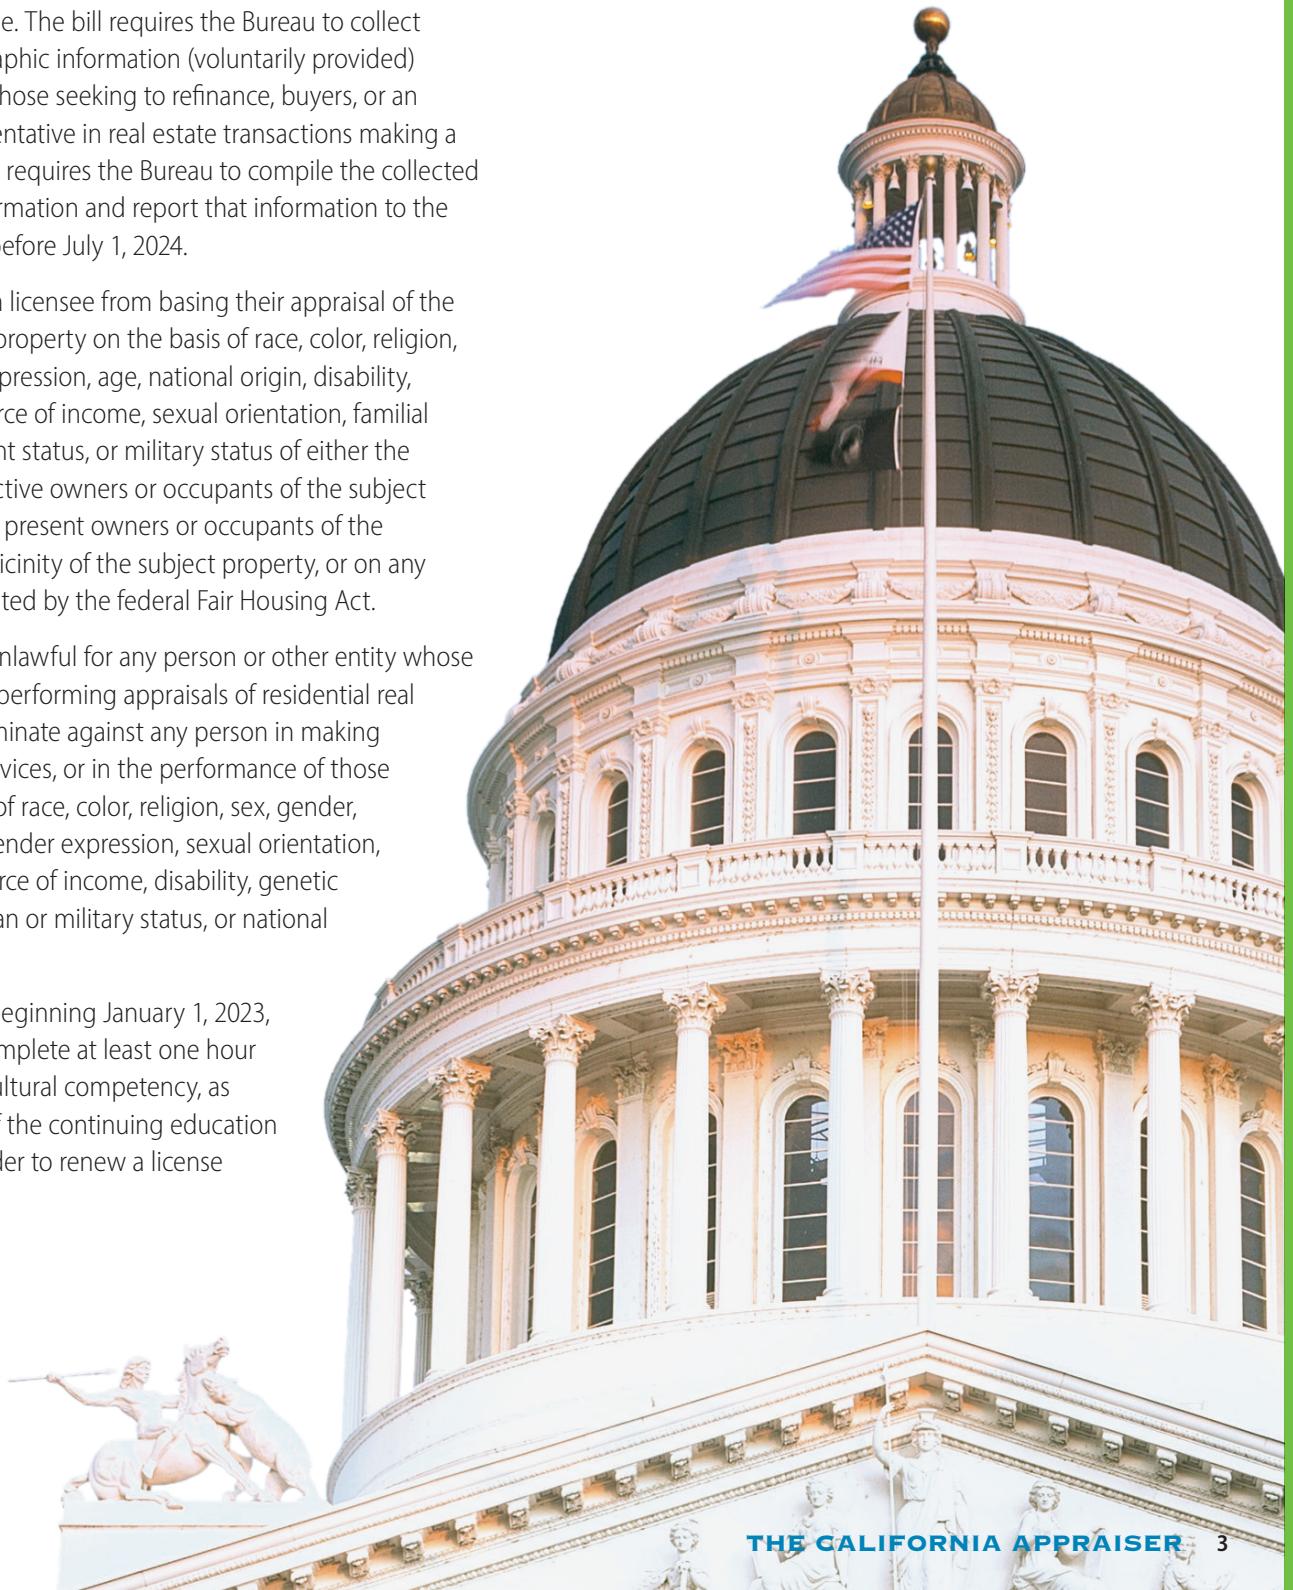 e. The bill requires the Bureau to collect
aphic information (voluntarily provided)
hose seeking to refinance, buyers, or an
entative in real estate transactions making a
requires the Bureau to compile the collected
rmation and report that information to the
before July 1, 2024.
a licensee from basing their appraisal of the
property on the basis of race, color, religion,
pression, age, national origin, disability,
rce of income, sexual orientation, familial
nt status, or military status of either the
ctive owners or occupants of the subject
present owners or occupants of the
icinity of the subject property, or on any
ted by the federal Fair Housing Act.
nlawful for any person or other entity whose
performing appraisals of residential real
minate against any person in making
vices, or in the performance of those
of race, color, religion, sex, gender,
ender expression, sexual orientation,
rce of income, disability, genetic
an or military status, or national
eginning January 1, 2023,
mplete at least one hour
ultural competency, as
f the continuing education
der to renew a license
THE CALIFORNIA APPRAISER 3